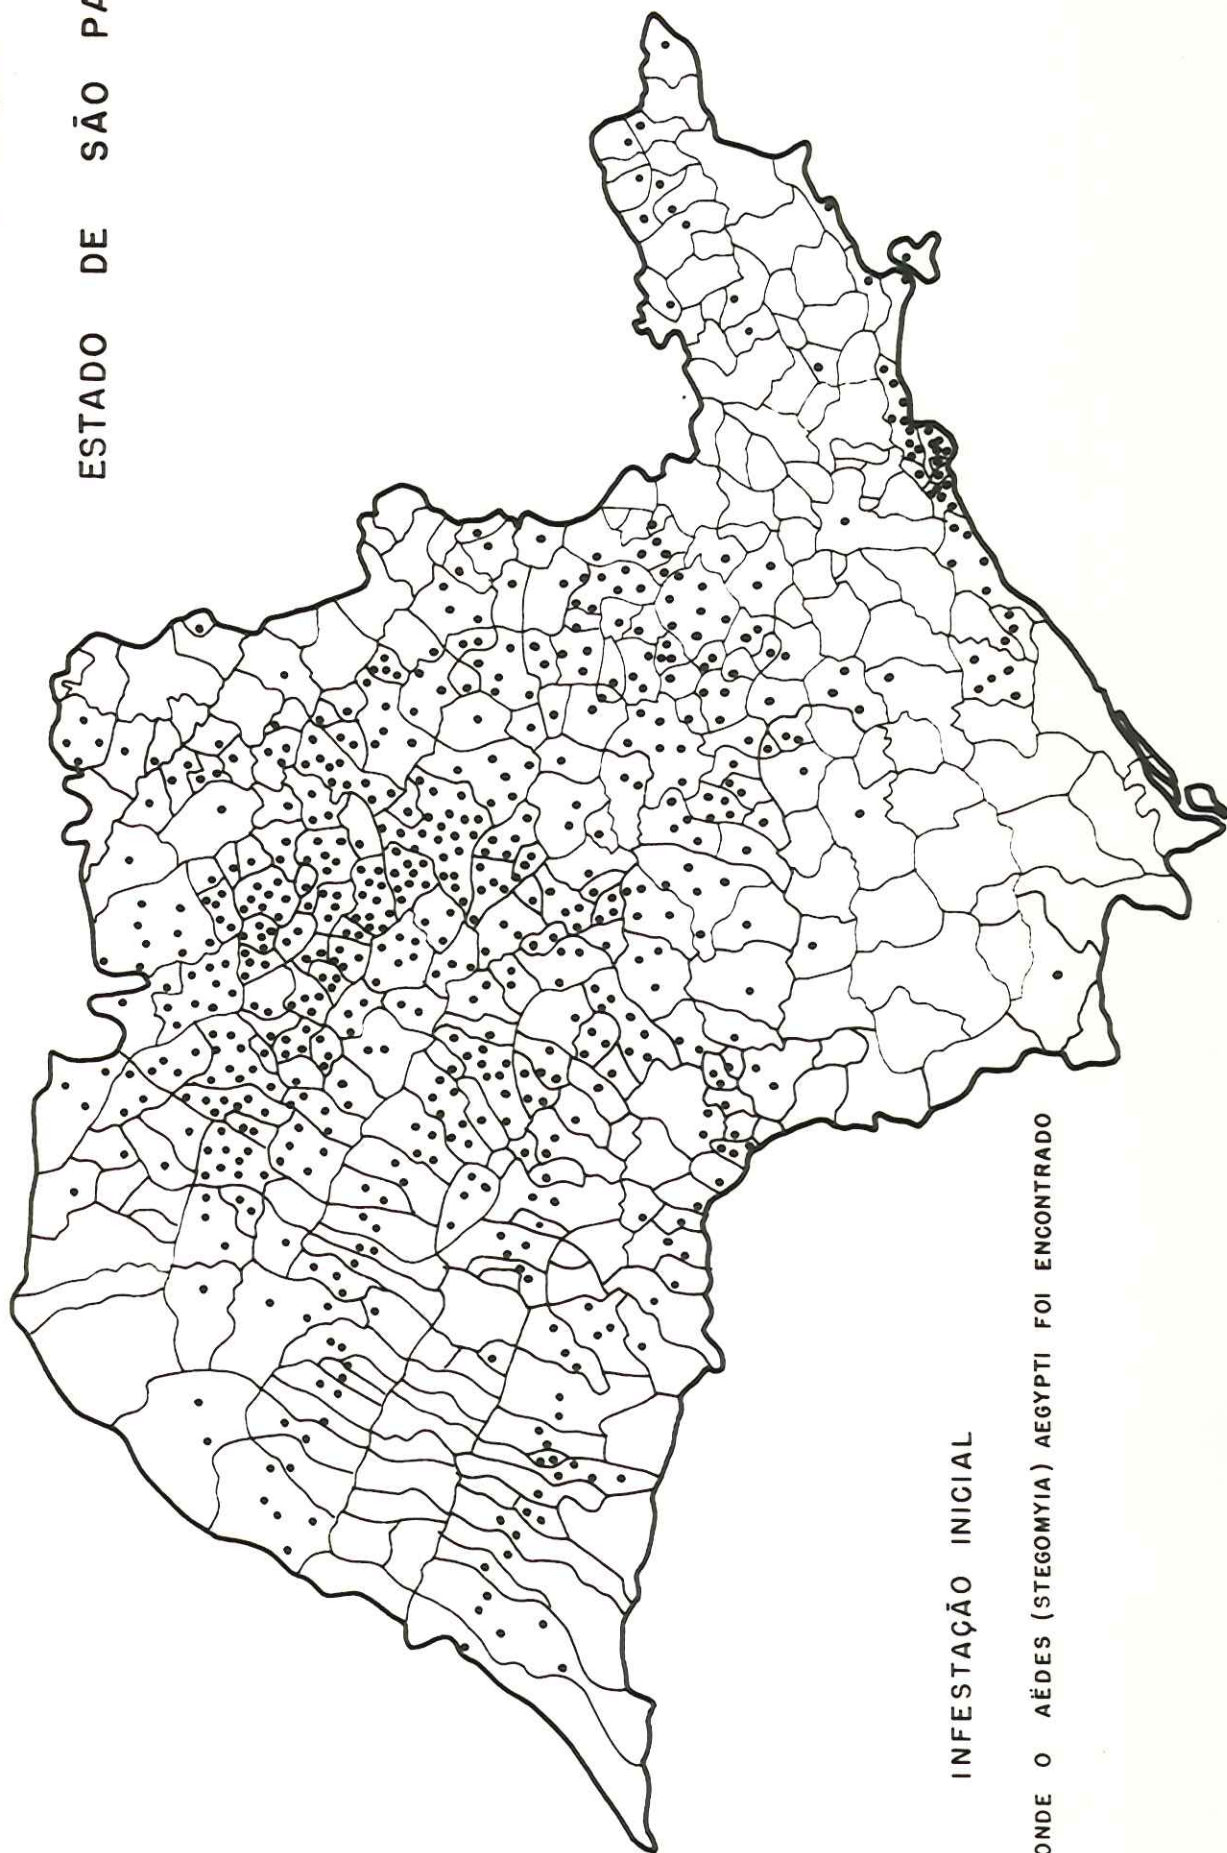 ESTADO DE SÃO PA
INFESTAÇÃO INICIAL
ONDE O AËDES (STEGOMYIA) AEGYPTI FOI ENCONTRADO